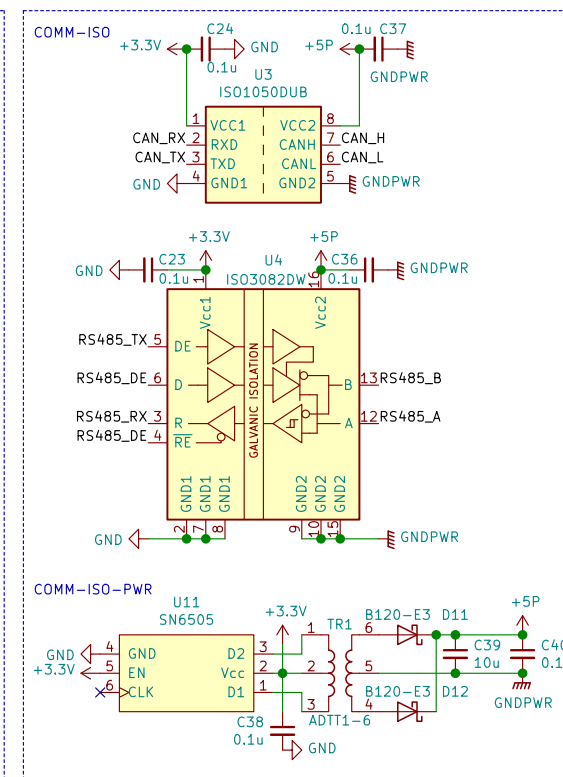 COMM-ISO
C24
0.1u
C37
+3.3V
GND
+5P
0.1u
GNDPWR
U3
ISO1050DUB
1 VCC1 VCC2 8
CAN_RX 2 RXD CANH 7 CAN_H
CAN_TX 3 TXD CANL 6 CAN_L
GND 4 GND1 GND2 5 GNDPWR
+3.3V +5P
U4
GND C23 C36 GNDPWR
0.1u ISO3082DW 0.1u
1 16
Vcc1 Vcc2
GALVANIC ISOLATION
RS485_TX 5 DE
RS485_DE 6 D B 13 RS485_B
RS485_RX 3 R A 12 RS485_A
RS485_DE 4 RE
GND1 GND1 GND1 GND2 GND2 GND2
2 7 8 9 10 15
GND GNDPWR
COMM-ISO-PWR
U11
SN6505
+3.3V
TR1
B120-E3 D11
+5P
GND 4 GND D2 3 1 6
+3.3V 5 EN Vcc 2 2 5
6 CLK D1 1 3 4
C39
10u
C40
0.1
B120-E3 D12
GNDPWR
C38
0.1u
ADTT1-6
GND